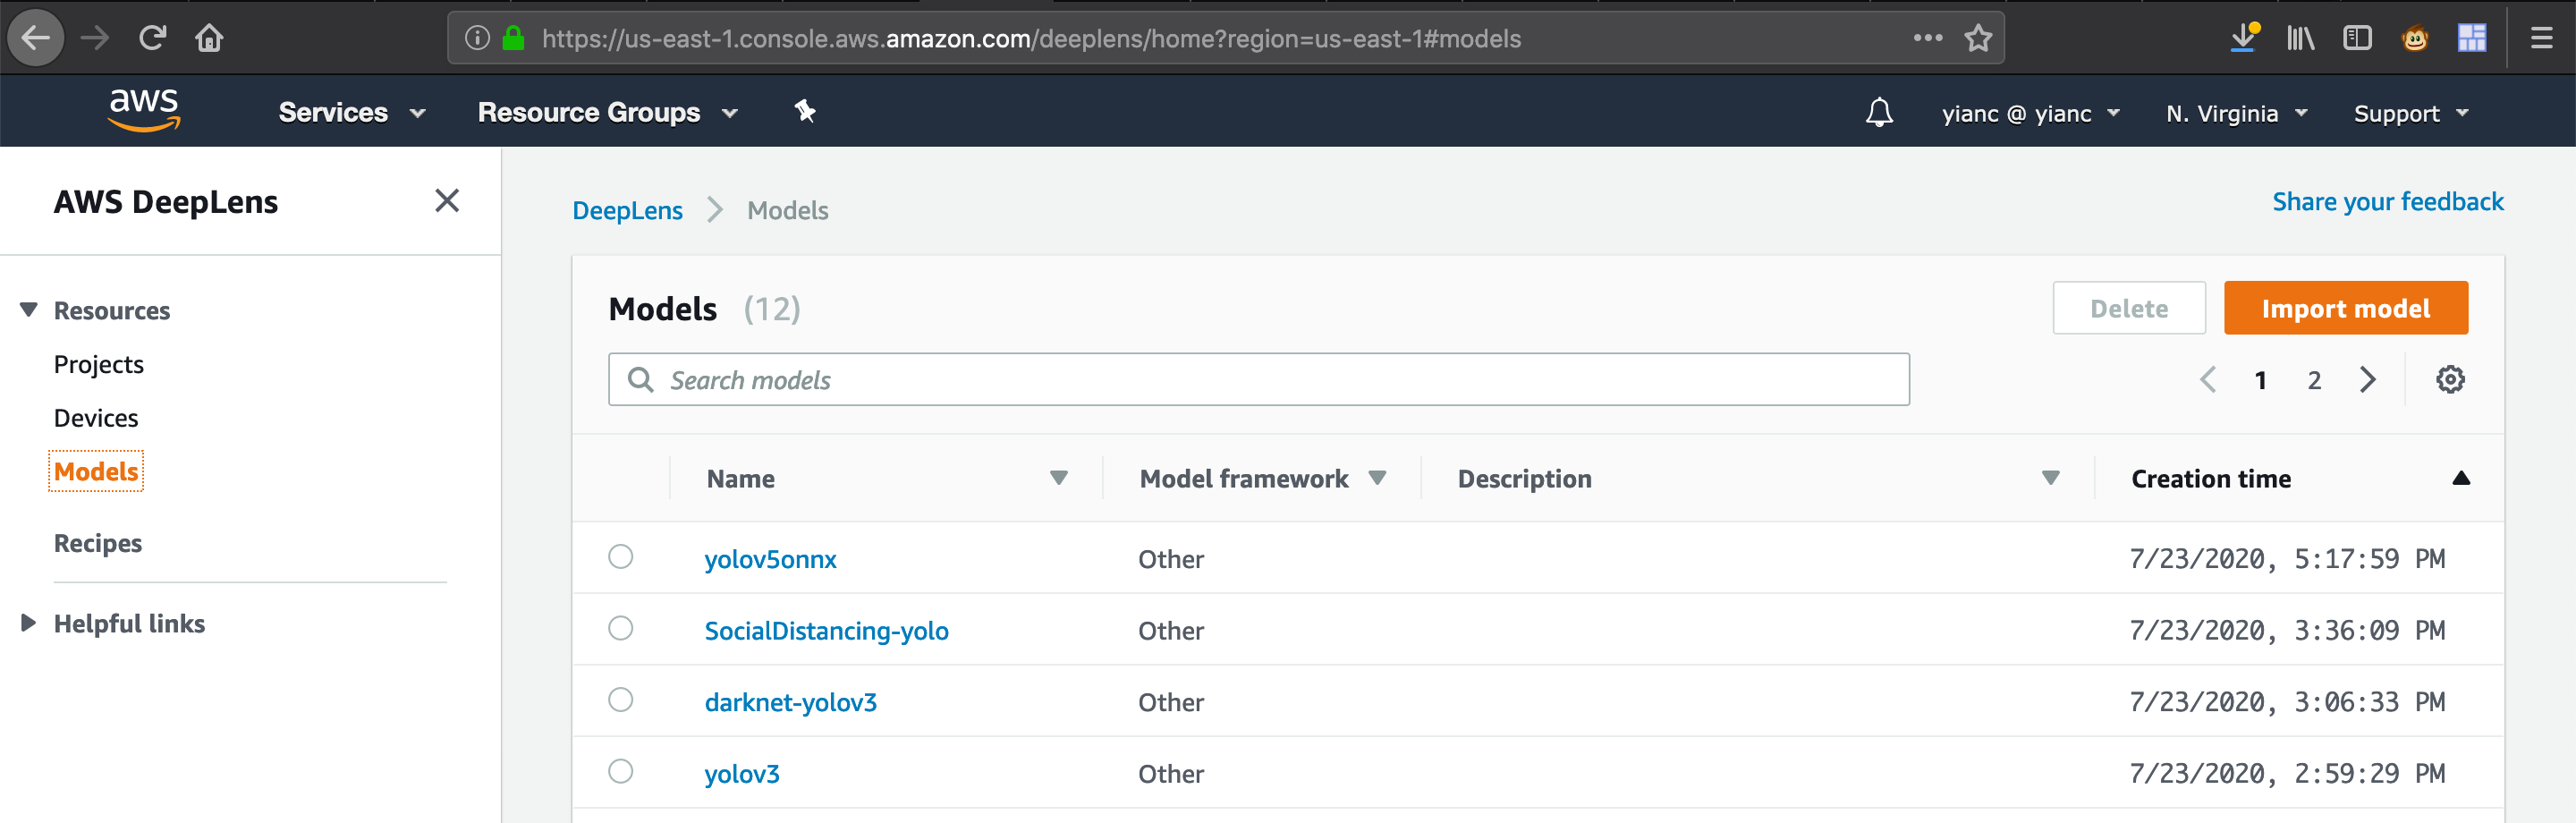 https://us-east-1.console.aws.amazon.com/deeplens/home?region=us-east-1#models
aws Services Resource Groups yianc @ yianc N. Virginia Support
AWS DeepLens
Resources
Projects
Devices
Models
Recipes
Helpful links
DeepLens Models Share your feedback
Models (12) Delete Import model
Search models 1 2
Name Model framework Description Creation time
yolov5onnx Other 7/23/2020, 5:17:59 PM
SocialDistancing-yolo Other 7/23/2020, 3:36:09 PM
darknet-yolov3 Other 7/23/2020, 3:06:33 PM
yolov3 Other 7/23/2020, 2:59:29 PM